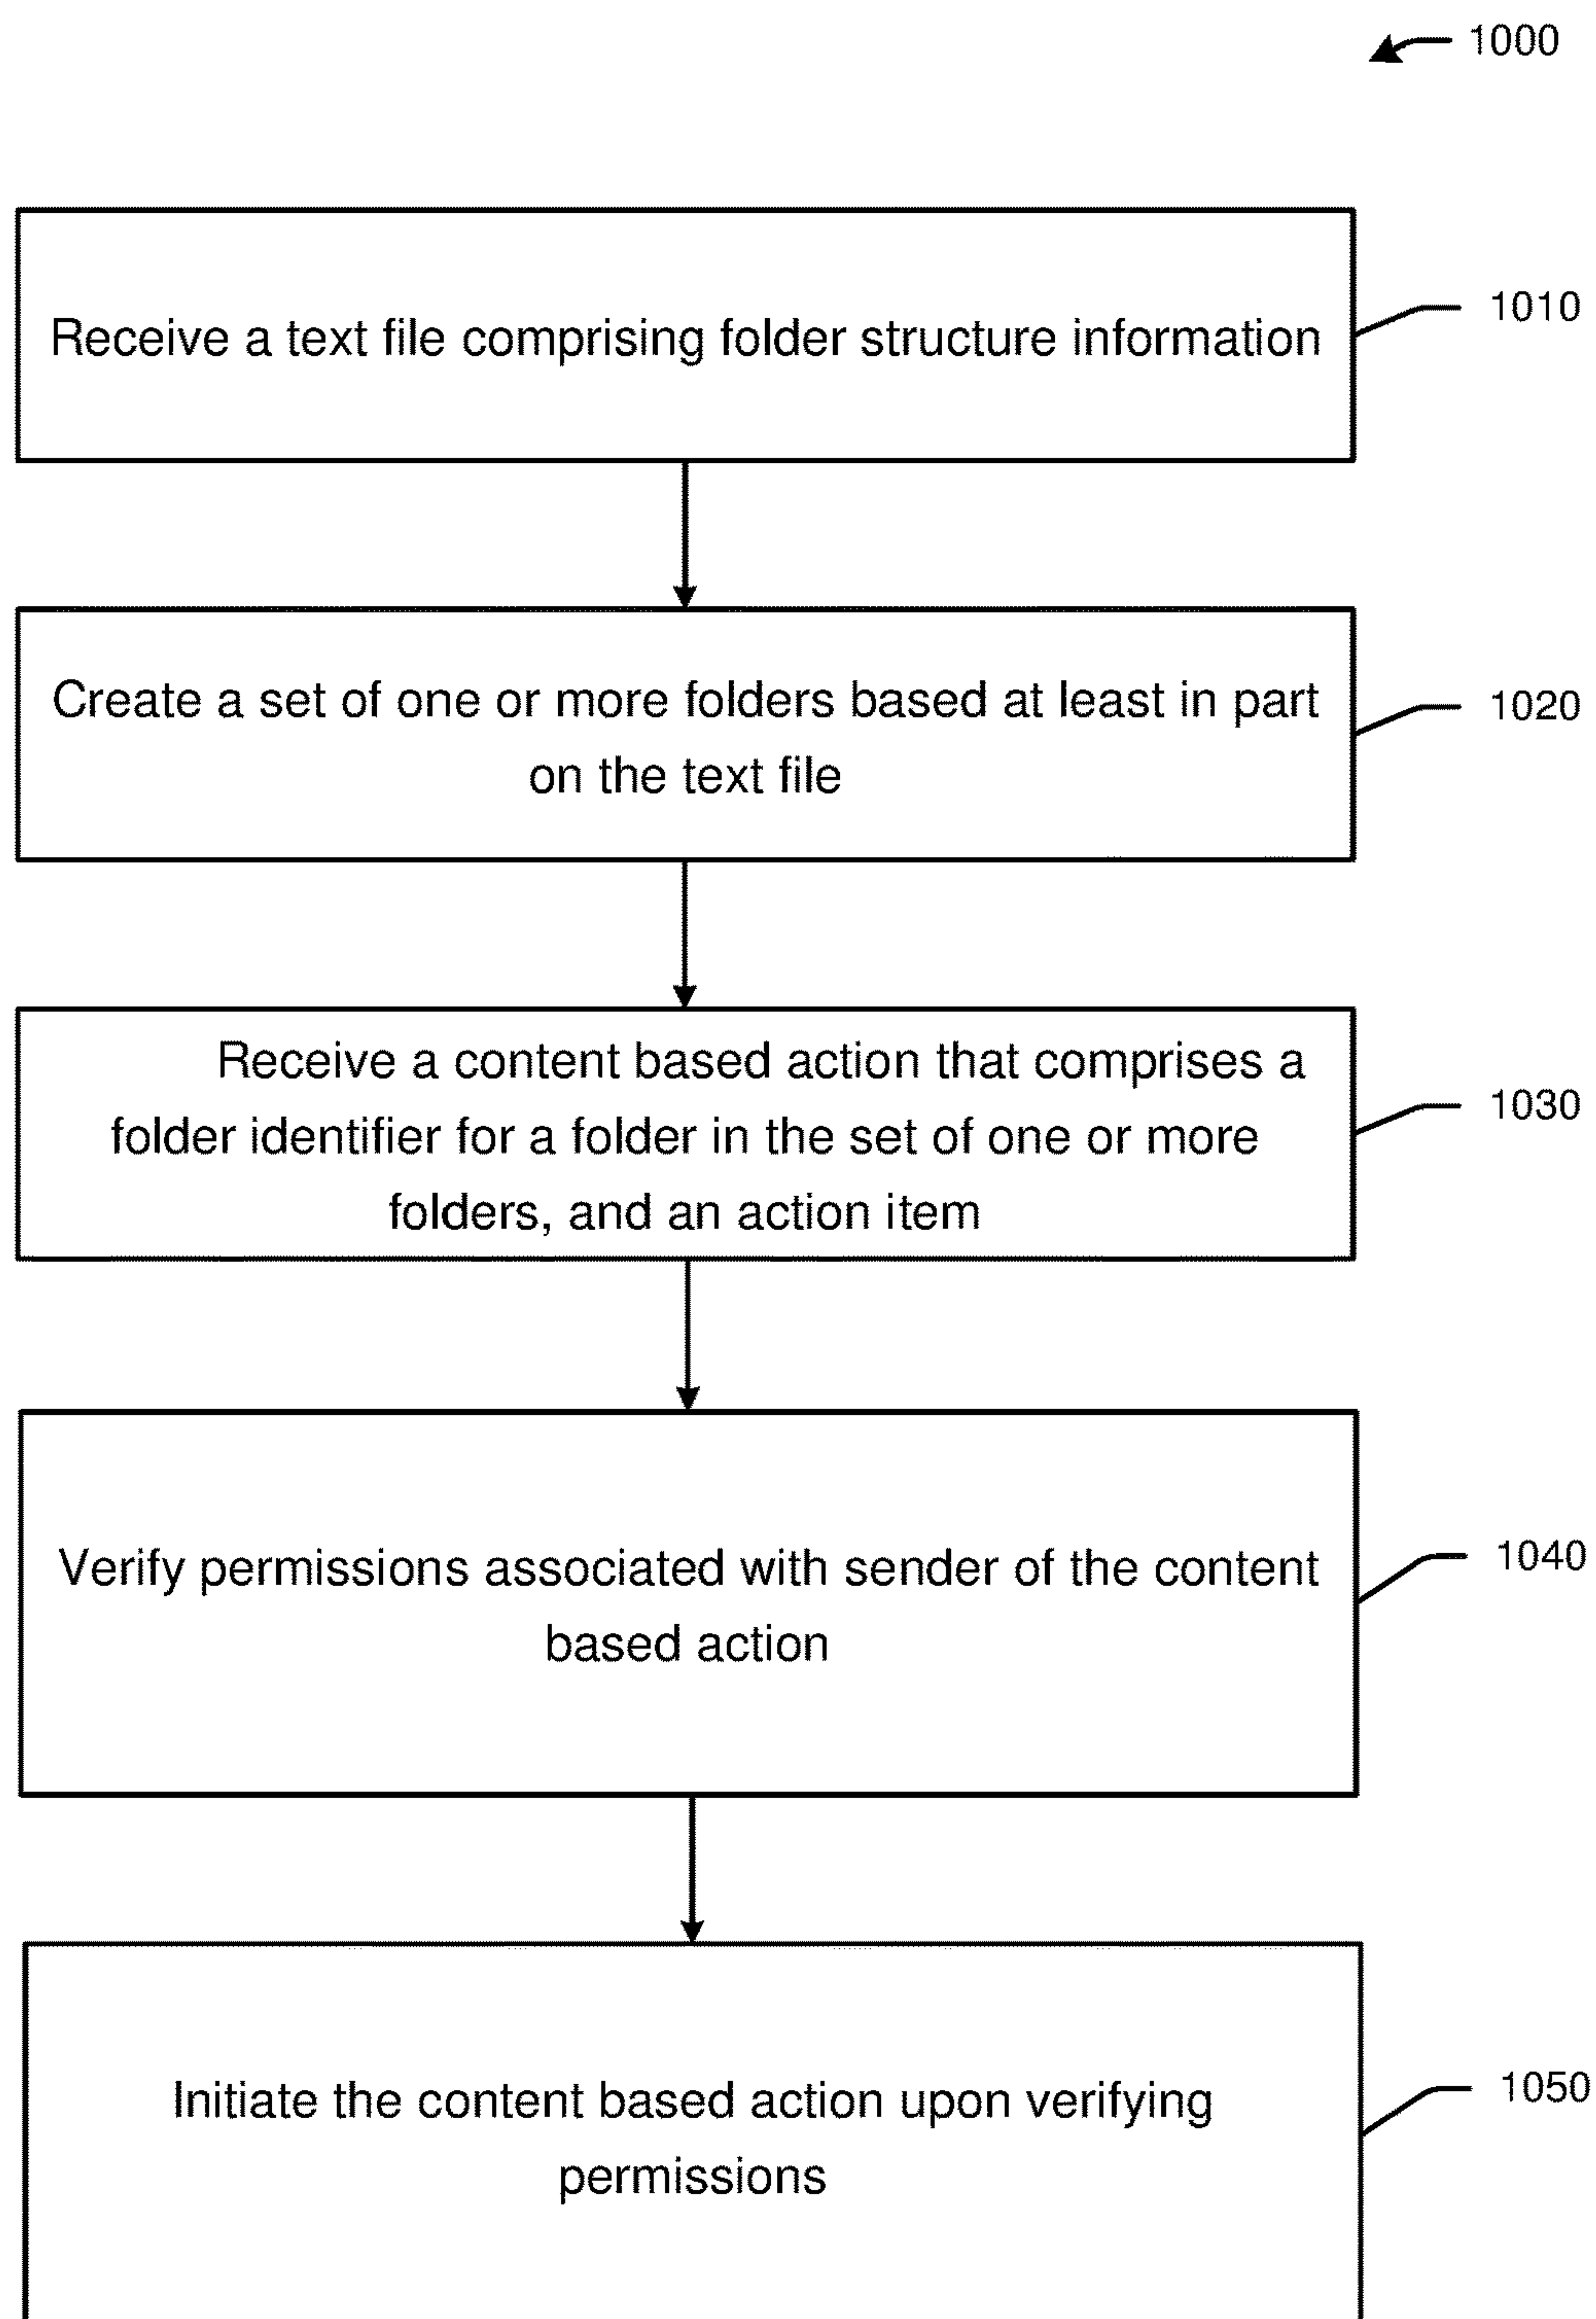 1000
Receive a text file comprising folder structure information
1010
Create a set of one or more folders based at least in part
on the text file
1020
Receive a content based action that comprises a
folder identifier for a folder in the set of one or more
folders, and an action item
1030
Verify permissions associated with sender of the content
based action
1040
Initiate the content based action upon verifying
permissions
1050